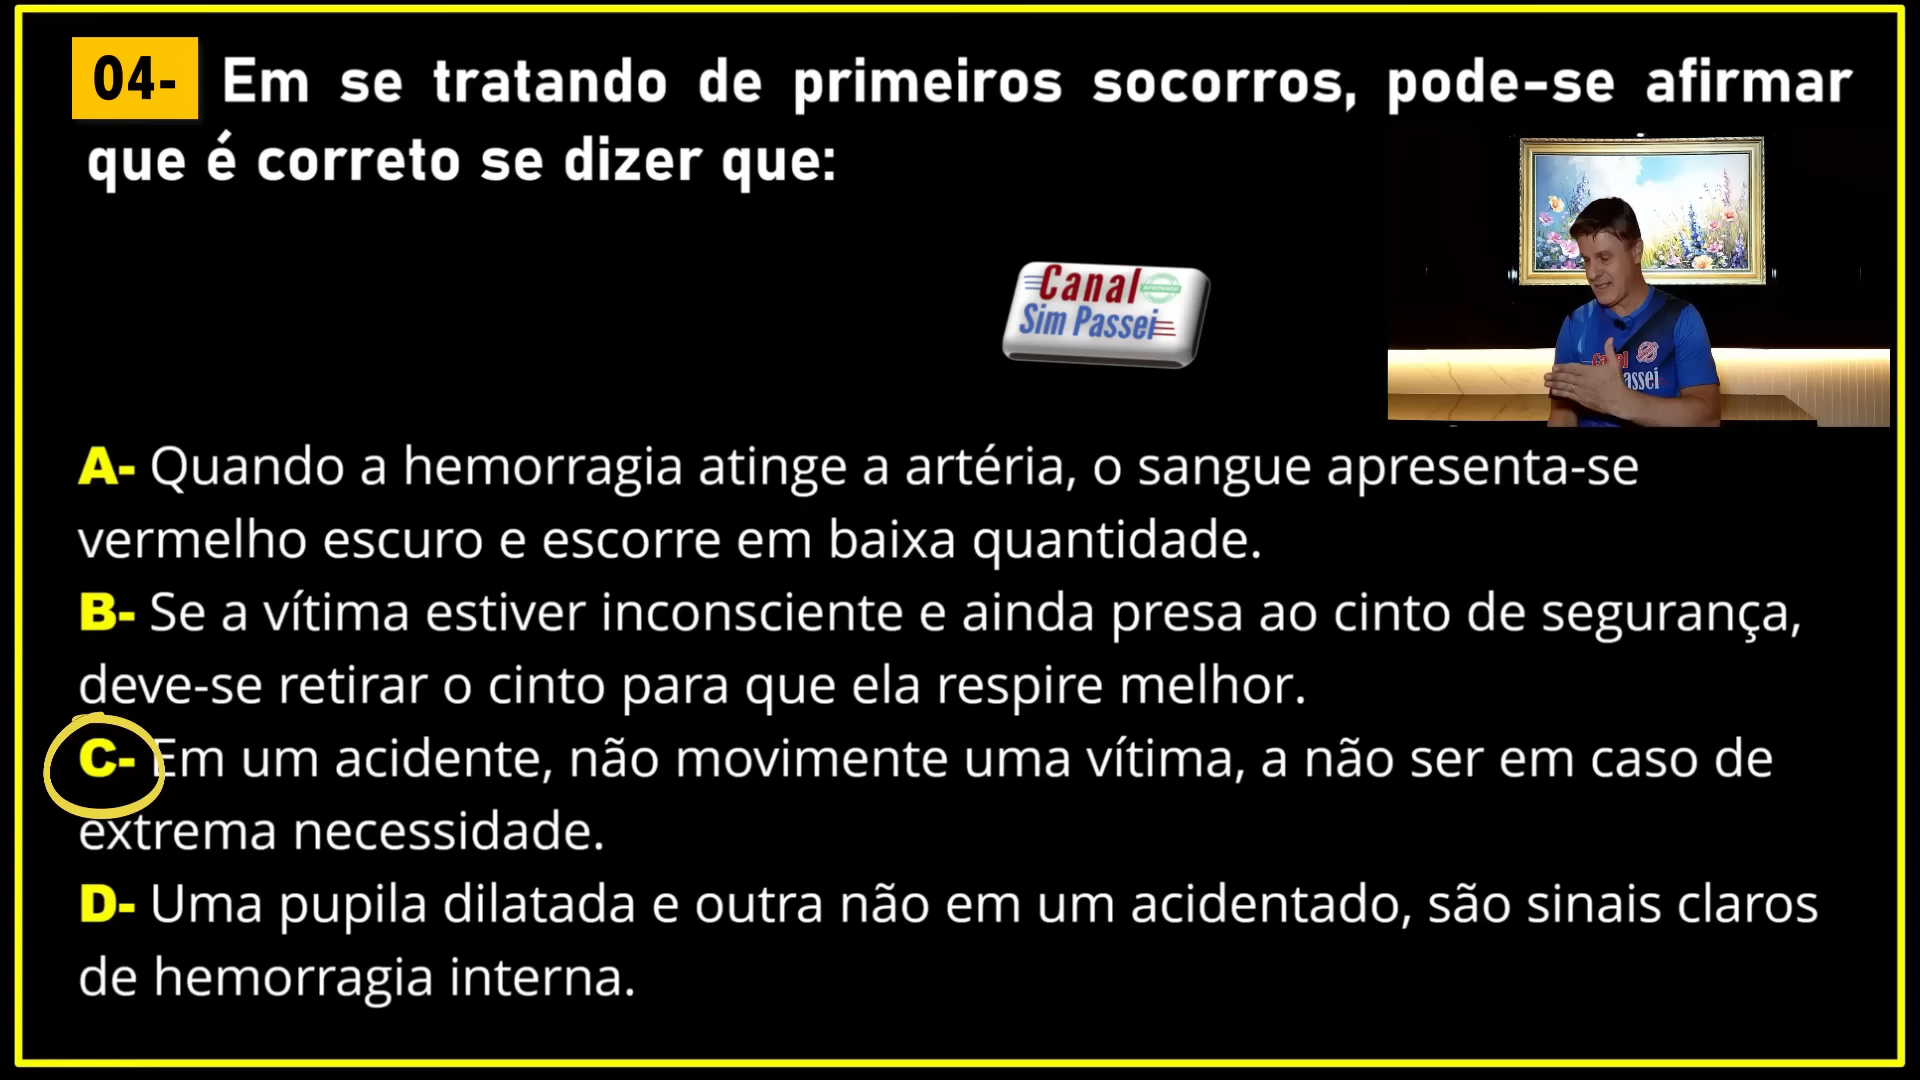 04- Em se tratando de primeiros socorros, pode-se afirmar
que é correto se dizer que:
Canal
APROVADO
Sim Passei
assei
A- Quando a hemorragia atinge a artéria, o sangue apresenta-se
vermelho escuro e escorre em baixa quantidade.
B- Se a vítima estiver inconsciente e ainda presa ao cinto de segurança,
deve-se retirar o cinto para que ela respire melhor.
C- Em um acidente, não movimente uma vítima, a não ser em caso de
extrema necessidade.
D- Uma pupila dilatada e outra não em um acidentado, são sinais claros
de hemorragia interna.